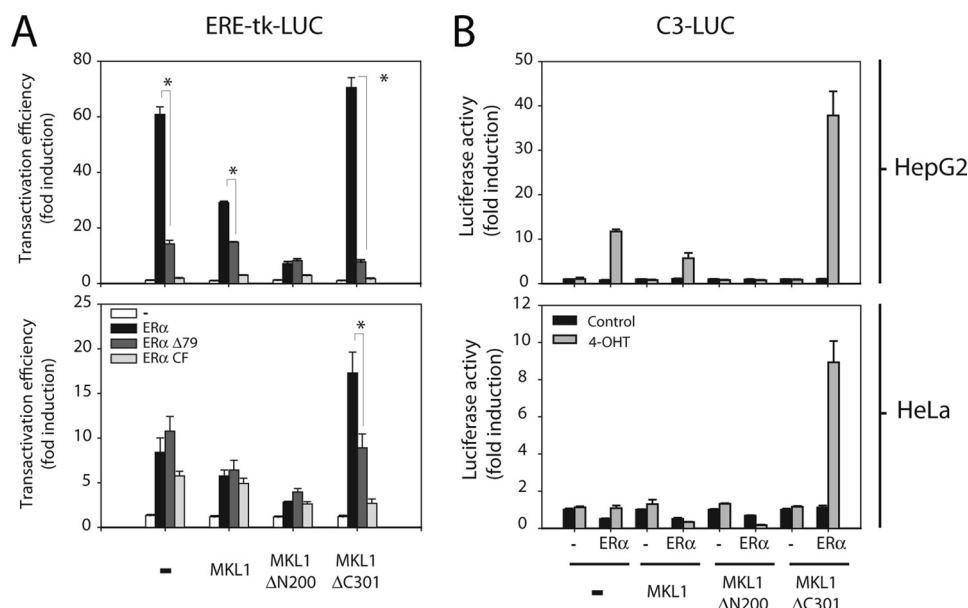 A
ERE-tk-LUC
Transactivation efficiency
(fod induction)
80
60
40
20
0
*
*
*
Transactivation efficiency
(fod induction)
25
20
15
10
5
0
-
ERα
ERα Δ79
ERα CF
*
-
MKL1
MKL1
ΔN200
MKL1
ΔC301
B
C3-LUC
Luciferase activy
(fold induction)
50
40
30
20
10
0
HepG2
Luciferase activy
(fold induction)
12
10
8
6
4
2
0
Control
4-OHT
HeLa
- ERα - ERα - ERα - ERα
-
MKL1
MKL1
ΔN200
MKL1
ΔC301